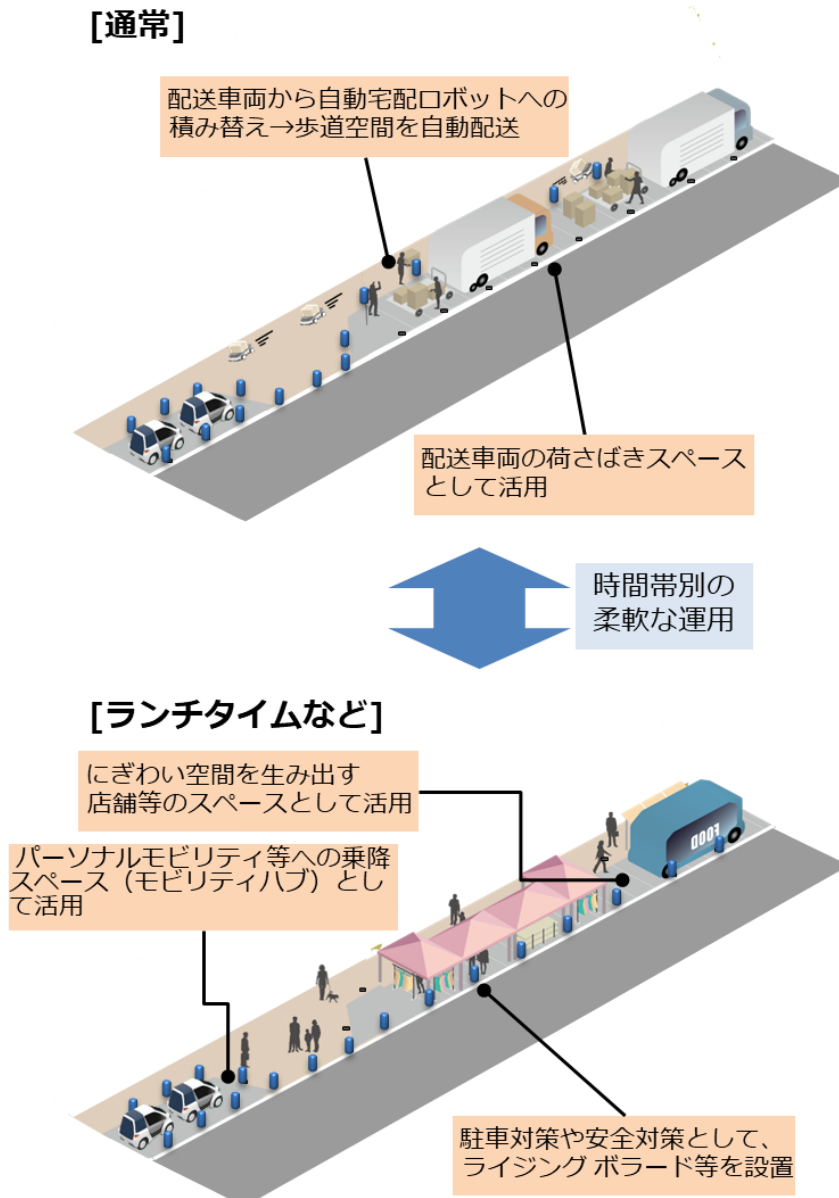 [通常]
配送車両から自動宅配ロボットへの
積み替え→歩道空間を自動配送
配送車両の荷さばきスペース
として活用
時間帯別の
柔軟な運用
[ランチタイムなど]
にぎわい空間を生み出す
店舗等のスペースとして活用
パーソナルモビリティ等への乗降
スペース（モビリティハブ）とし
て活用
FOOD
駐車対策や安全対策として、
ライジング ボラード等を設置